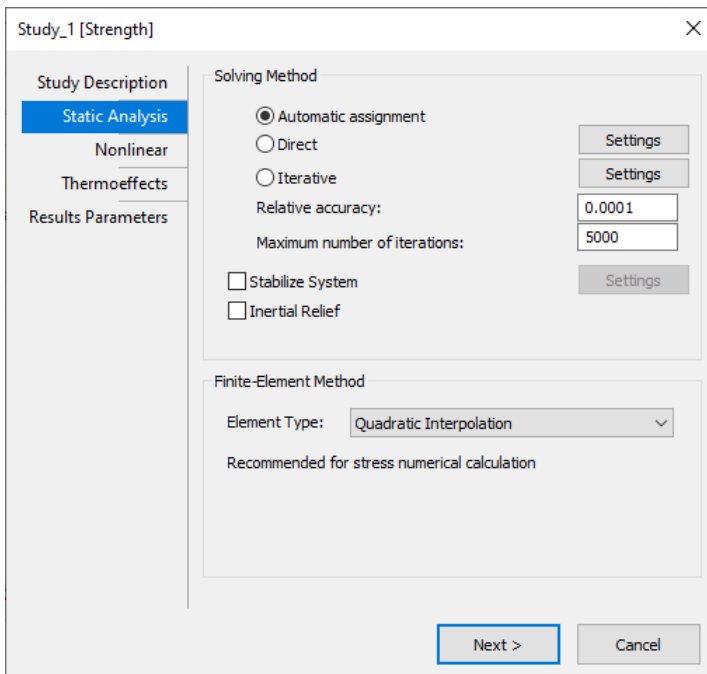 Study_1 [Strength]
Study Description
Static Analysis
Nonlinear
Thermoeffects
Results Parameters
Solving Method
Automatic assignment
Direct
Settings
Iterative
Settings
Relative accuracy:
0.0001
Maximum number of iterations:
5000
Stabilize System
Settings
Inertial Relief
Finite-Element Method
Element Type:
Quadratic Interpolation
Recommended for stress numerical calculation
Next >
Cancel